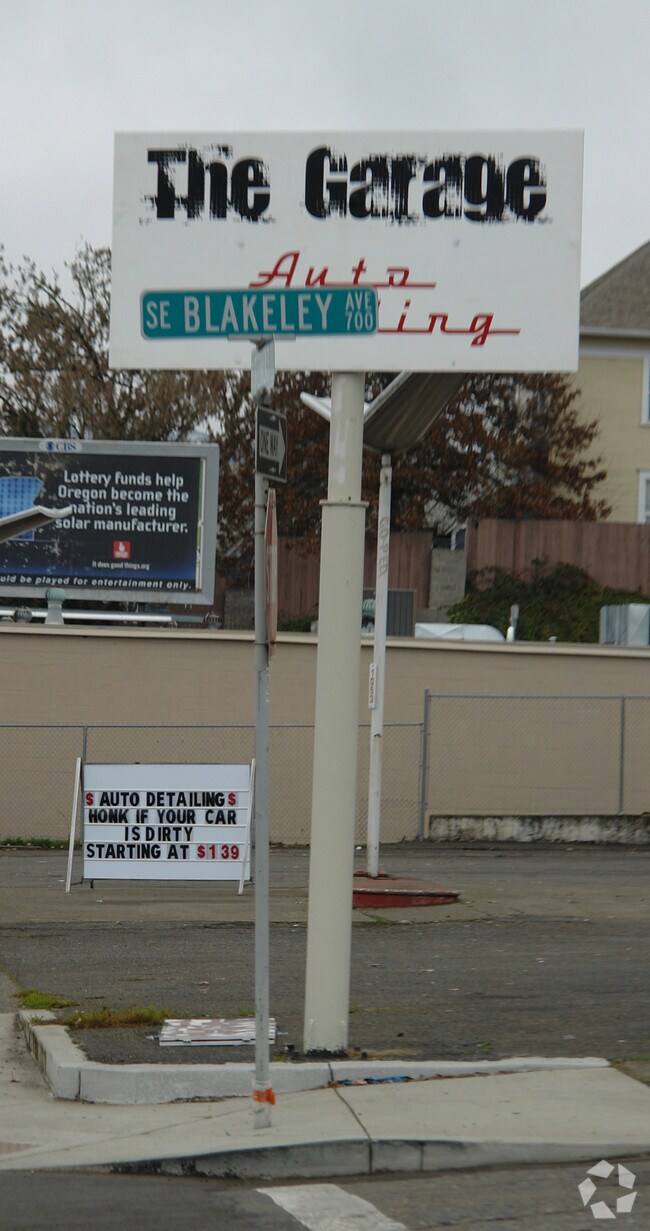 The Garage
Auto
ling
SE BLAKELEY AVE
700
ONE WAY
CBS
Lottery funds help
Oregon become the
nation's leading
solar manufacturer.
It does good things.org
uld be played for entertainment only.
$ AUTO DETAILING $
HONK IF YOUR CAR
IS DIRTY
STARTING AT $139